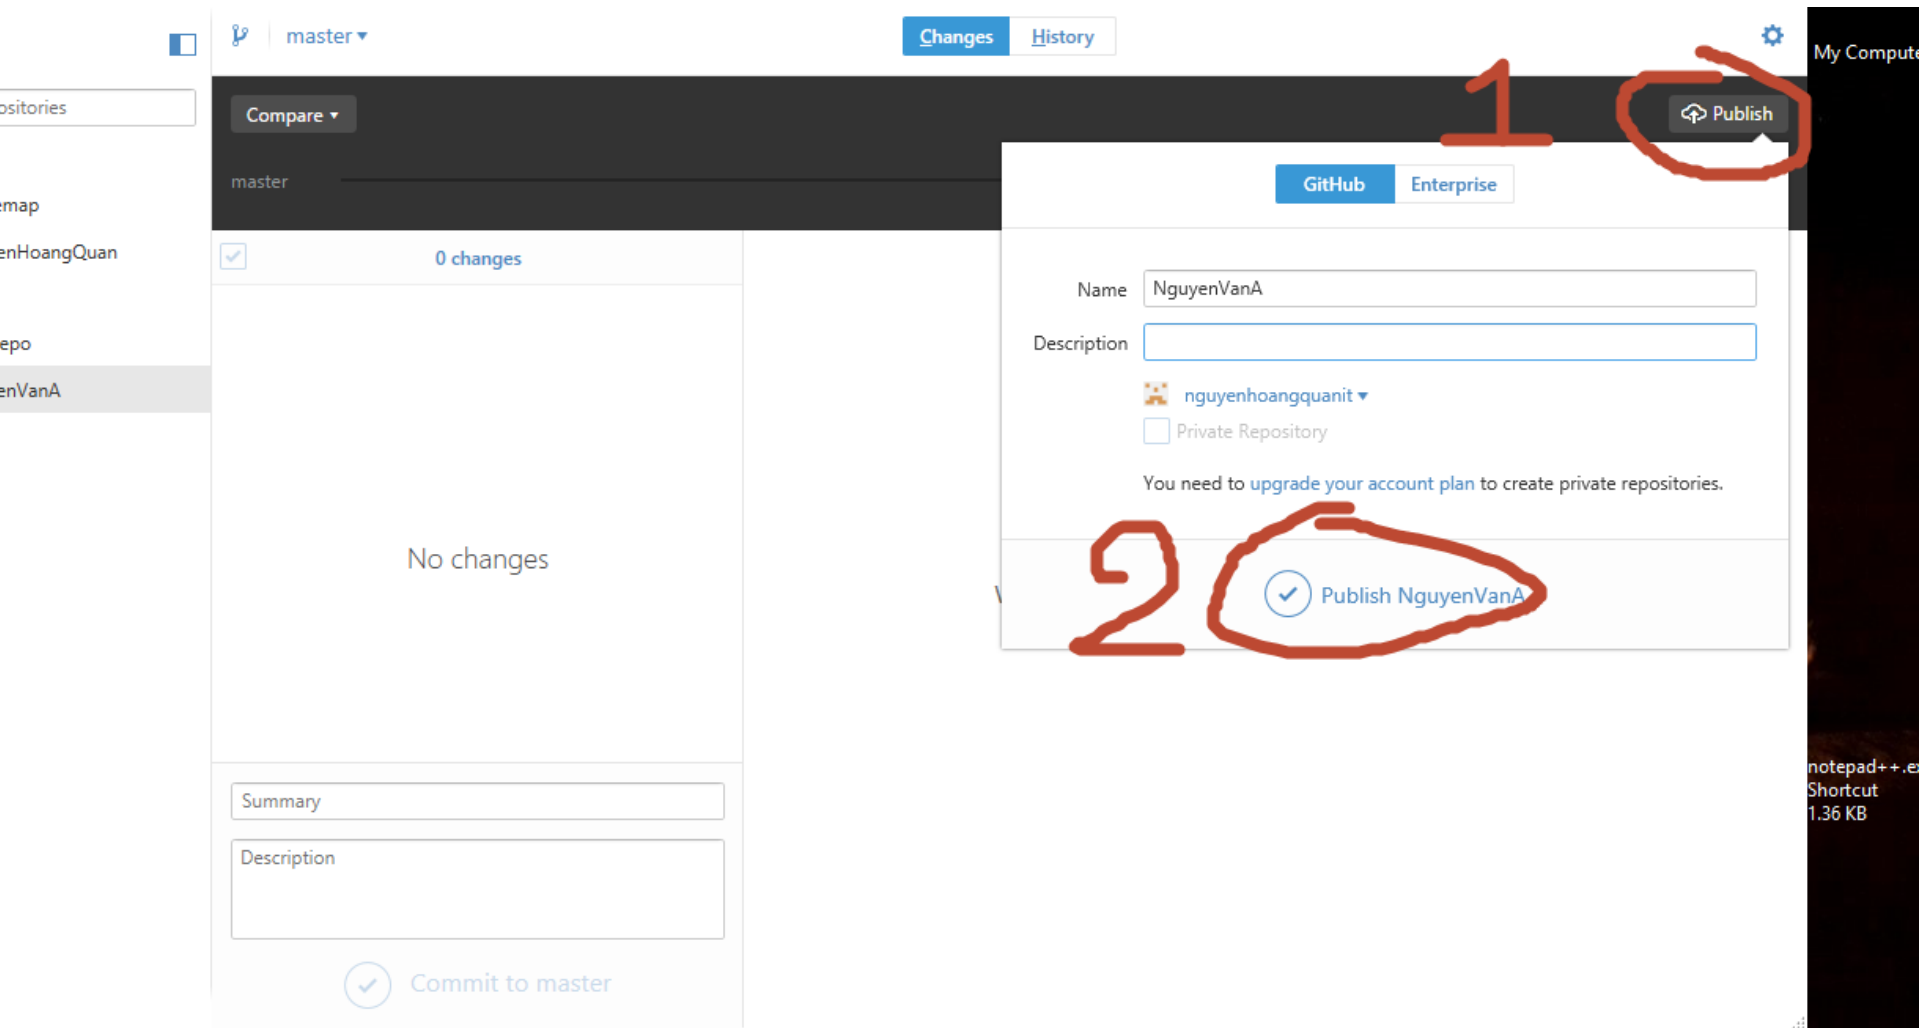 master
Changes
History
My Compute
ositories
Compare
1
Publish
master
GitHub
Enterprise
emap
enHoangQuan
0 changes
Name
NguyenVanA
Description
epo
enVanA
nguyenhoangquanit
Private Repository
You need to upgrade your account plan to create private repositories.
No changes
2
Publish NguyenVanA
notepad++.ex
Shortcut
1.36 KB
Summary
Description
Commit to master